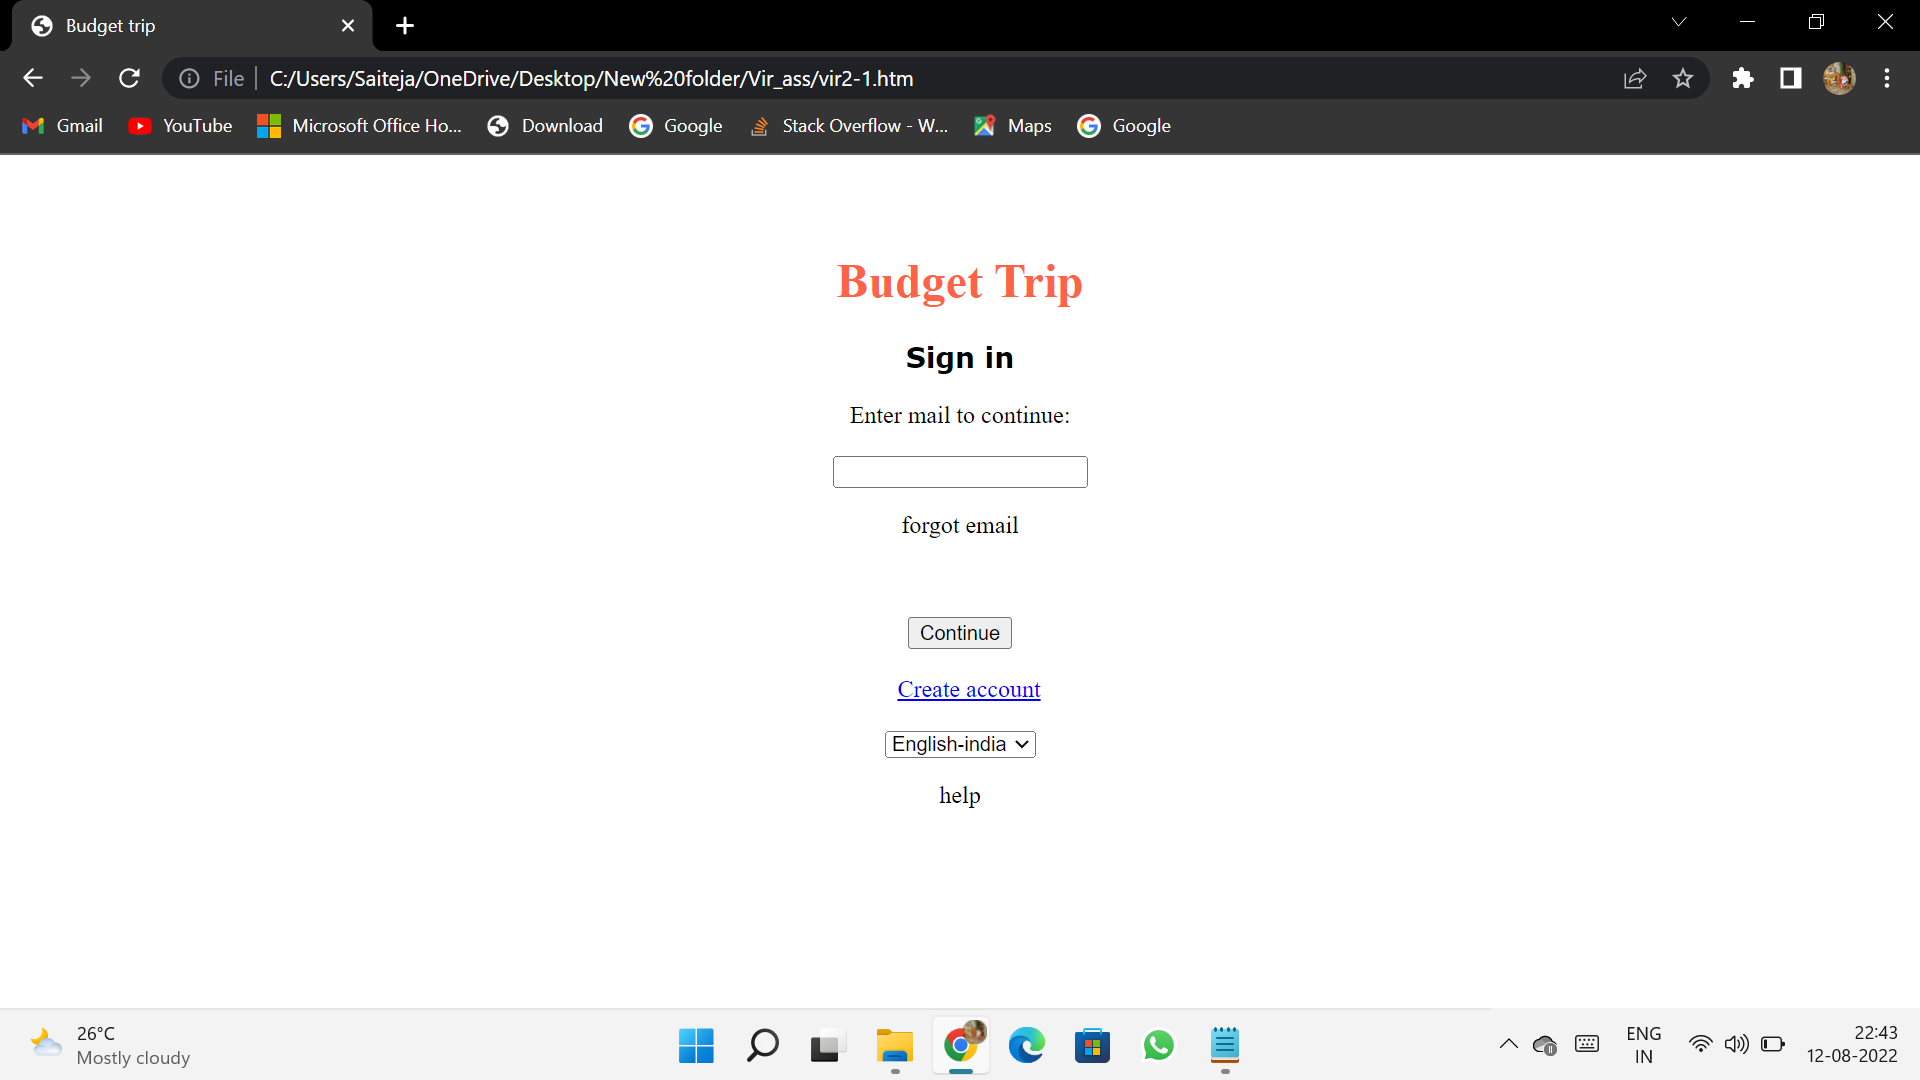 Budget trip
File C:/Users/Saiteja/OneDrive/Desktop/New%20folder/Vir_ass/vir2-1.htm
Gmail YouTube Microsoft Office Ho... Download Google Stack Overflow - W... Maps Google
Budget Trip
Sign in
Enter mail to continue:
forgot email
Continue
Create account
English-india
help
26°C
Mostly cloudy
ENG
IN
22:43
12-08-2022